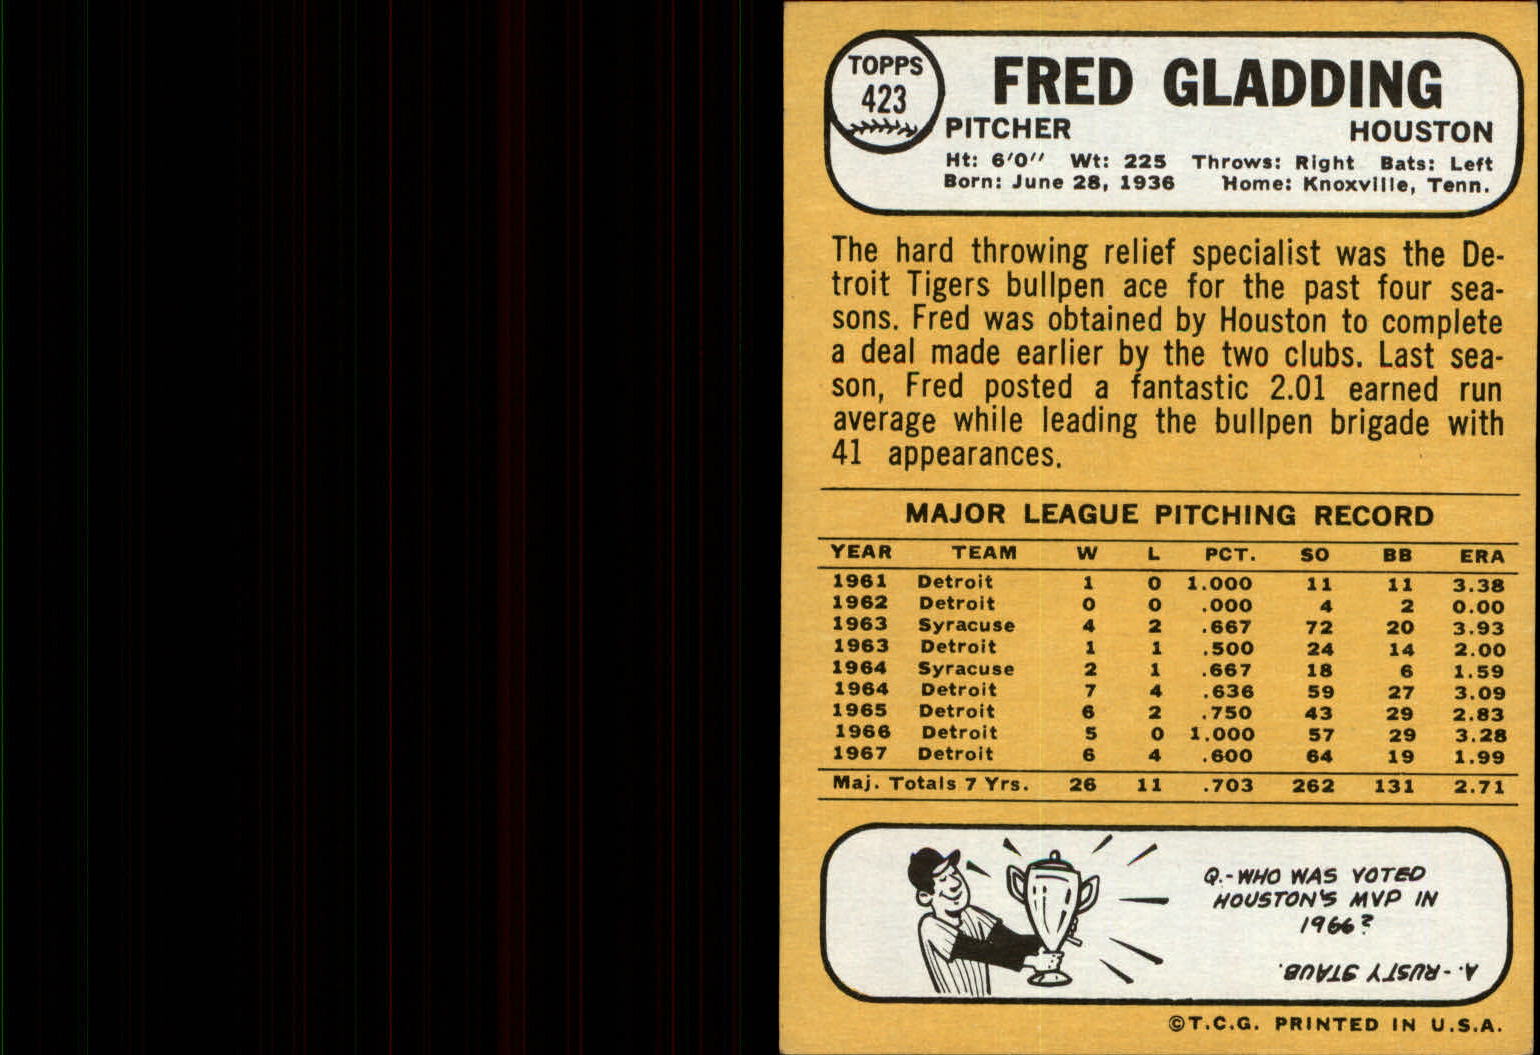 TOPPS
423
FRED GLADDING
PITCHER HOUSTON
Ht: 6'0" Wt: 225 Throws: Right Bats: Left
Born: June 28, 1936 Home: Knoxville, Tenn.
The hard throwing relief specialist was the De-
troit Tigers bullpen ace for the past four sea-
sons. Fred was obtained by Houston to complete
a deal made earlier by the two clubs. Last sea-
son, Fred posted a fantastic 2.01 earned run
average while leading the bullpen brigade with
41 appearances.
MAJOR LEAGUE PITCHING RECORD
YEAR TEAM W L PCT. SO BB ERA
1961 Detroit 1 0 1.000 11 11 3.38
1962 Detroit 0 0 .000 4 2 0.00
1963 Syracuse 4 2 .667 72 20 3.93
1963 Detroit 1 1 .500 24 14 2.00
1964 Syracuse 2 1 .667 18 6 1.59
1964 Detroit 7 4 .636 59 27 3.09
1965 Detroit 6 2 .750 43 29 2.83
1966 Detroit 5 0 1.000 57 29 3.28
1967 Detroit 6 4 .600 64 19 1.99
Maj. Totals 7 Yrs. 26 11 .703 262 131 2.71
Q.-WHO WAS VOTED
HOUSTON'S MVP IN
1966?
A.--RUSTY STAUB.
©T.C.G. PRINTED IN U.S.A.